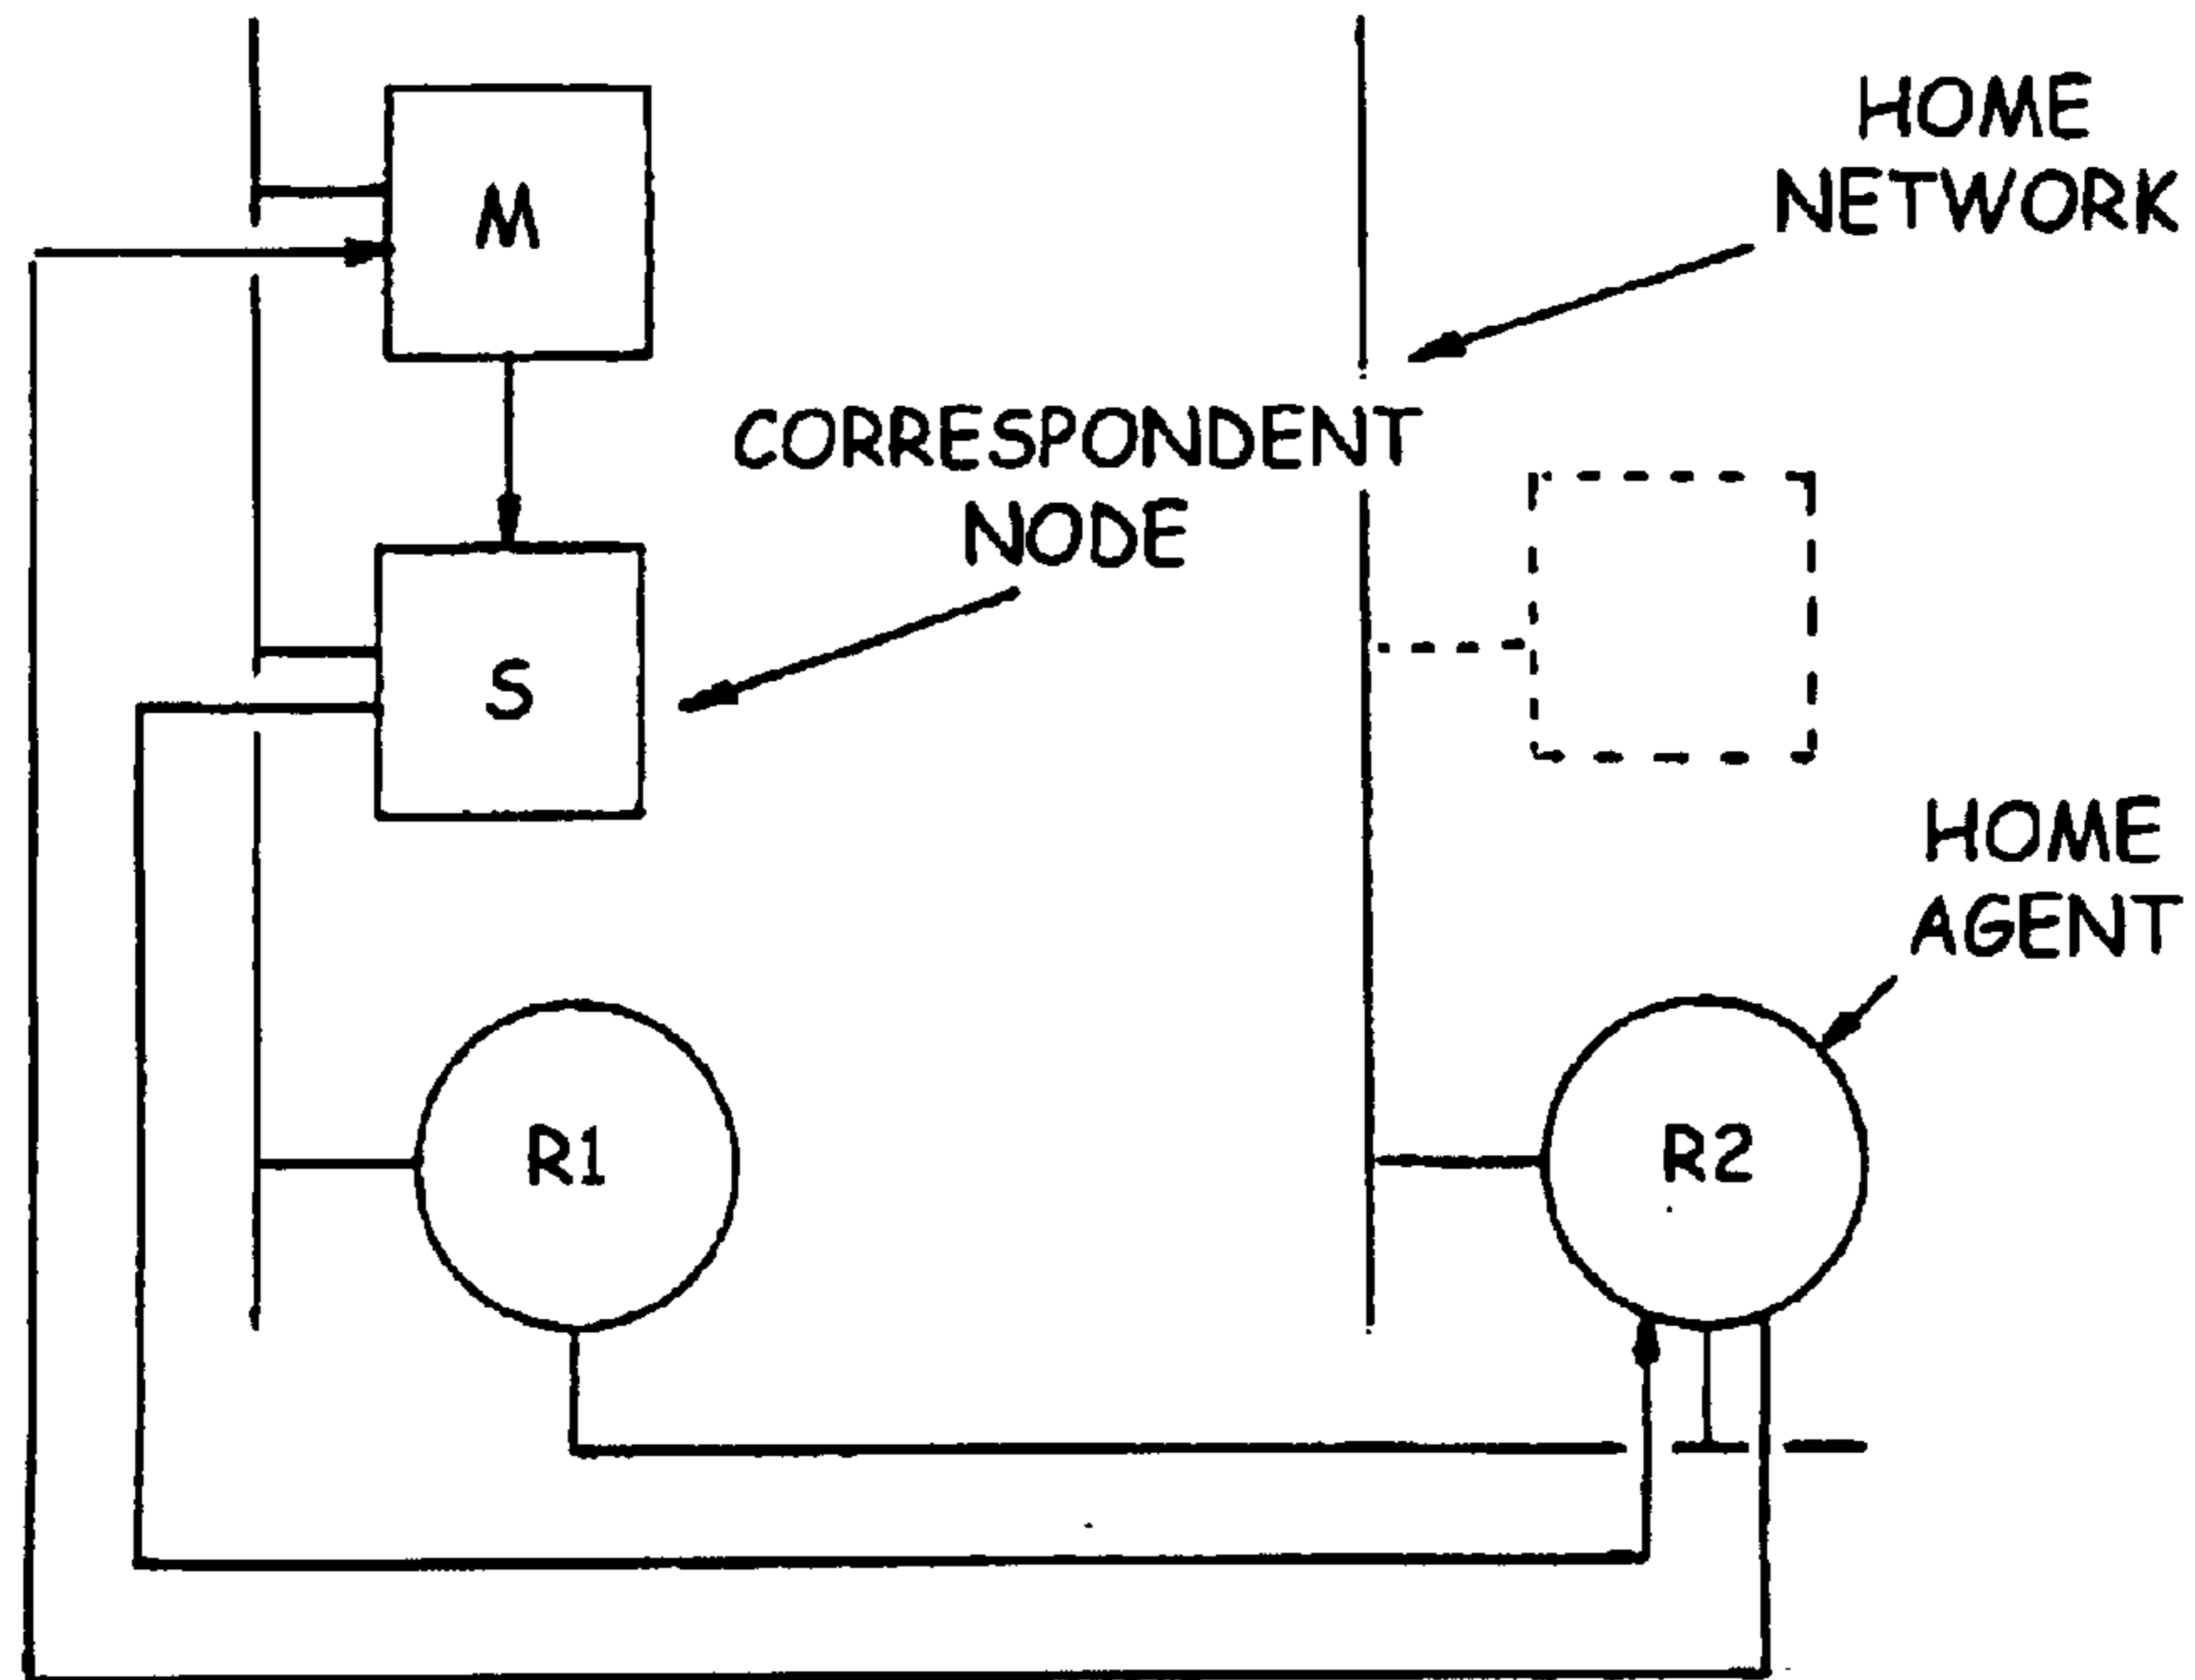 HOME
NETWORK
M
CORRESPONDENT
NODE
S
HOME
AGENT
R1
R2